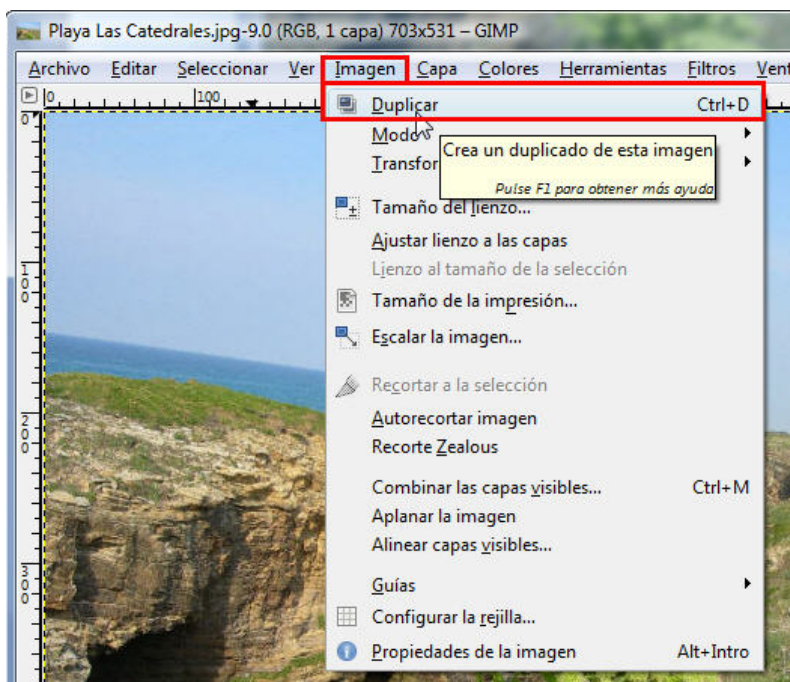 Playa Las Catedrales.jpg-9.0 (RGB, 1 capa) 703x531 – GIMP
Archivo Editar Seleccionar Ver Imagen Capa Colores Herramientas Filtros
0 100
0
Duplicar Ctrl+D
Modo
Crea un duplicado de esta imagen
Transfor
Pulse F1 para obtener más ayuda
Tamaño del lienzo...
Ajustar lienzo a las capas
Lienzo al tamaño de la selección
100
Tamaño de la impresión...
Escalar la imagen...
Recortar a la selección
Autorecortar imagen
200
Recorte Zealous
Combinar las capas visibles... Ctrl+M
Aplanar la imagen
Alinear capas visibles...
300
Guías
Configurar la rejilla...
Propiedades de la imagen Alt+Intro